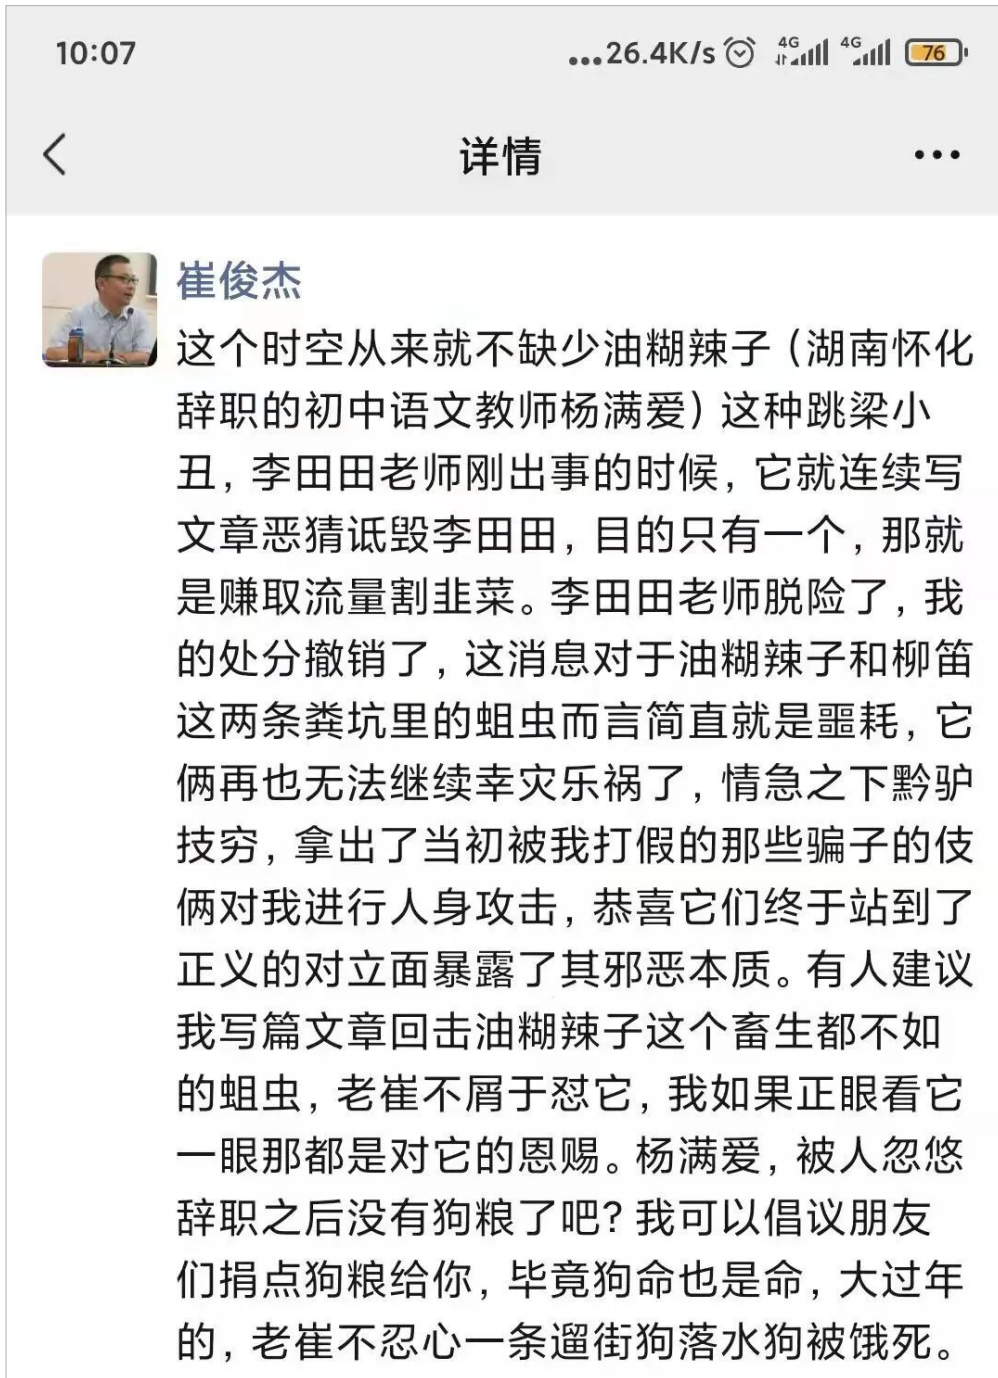 10:07
...26.4K/s 4G 4G 76
详情
崔俊杰
这个时空从来就不缺少油糊辣子（湖南怀化
辞职的初中语文教师杨满爱）这种跳梁小
丑，李田田老师刚出事的时候，它就连续写
文章恶猜诋毁李田田，目的只有一个，那就
是赚取流量割韭菜。李田田老师脱险了，我
的处分撤销了，这消息对于油糊辣子和柳笛
这两条粪坑里的蛆虫而言简直就是噩耗，它
俩再也无法继续幸灾乐祸了，情急之下黔驴
技穷，拿出了当初被我打假的那些骗子的伎
俩对我进行人身攻击，恭喜它们终于站到了
正义的对立面暴露了其邪恶本质。有人建议
我写篇文章回击油糊辣子这个畜生都不如
的蛆虫，老崔不屑于怼它，我如果正眼看它
一眼那都是对它的恩赐。杨满爱，被人忽悠
辞职之后没有狗粮了吧？我可以倡议朋友
们捐点狗粮给你，毕竟狗命也是命，大过年
的，老崔不忍心一条遛街狗落水狗被饿死。